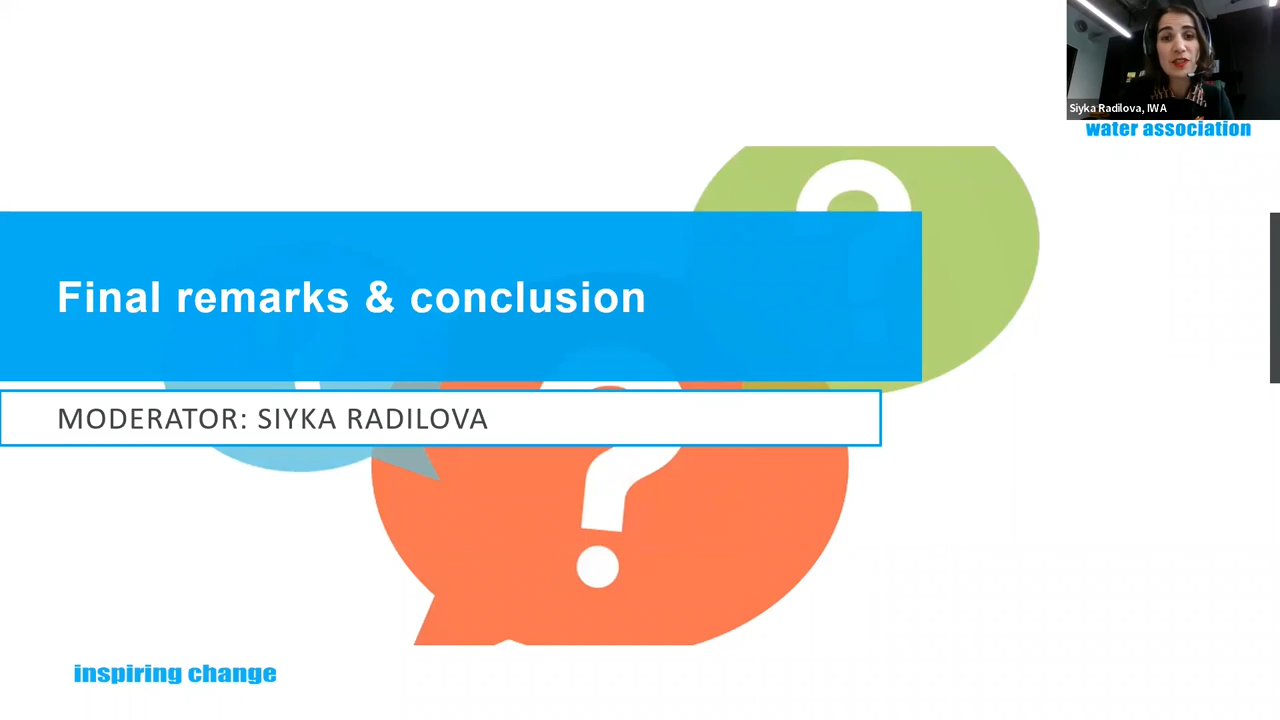 Siyka Radilova, IWA
water association
Final remarks & conclusion
MODERATOR: SIYKA RADILOVA
inspiring change